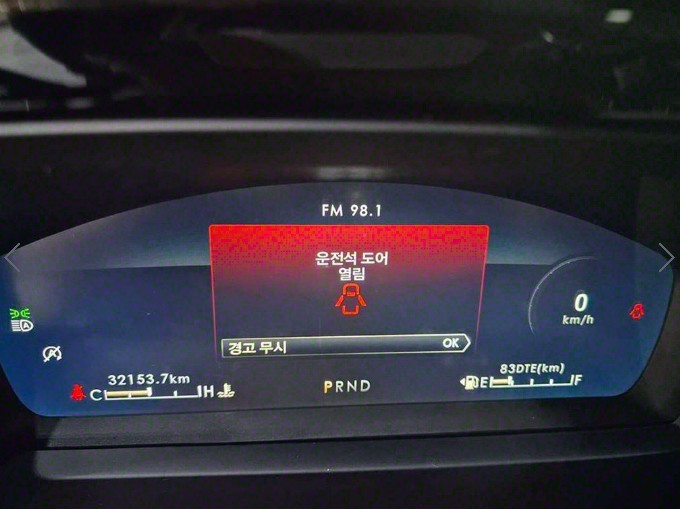 FM 98.1
운전석 도어
열림
경고 무시 OK
0
km/h
A
A
32153.7km
C H
PRND
83DTE(km)
E F